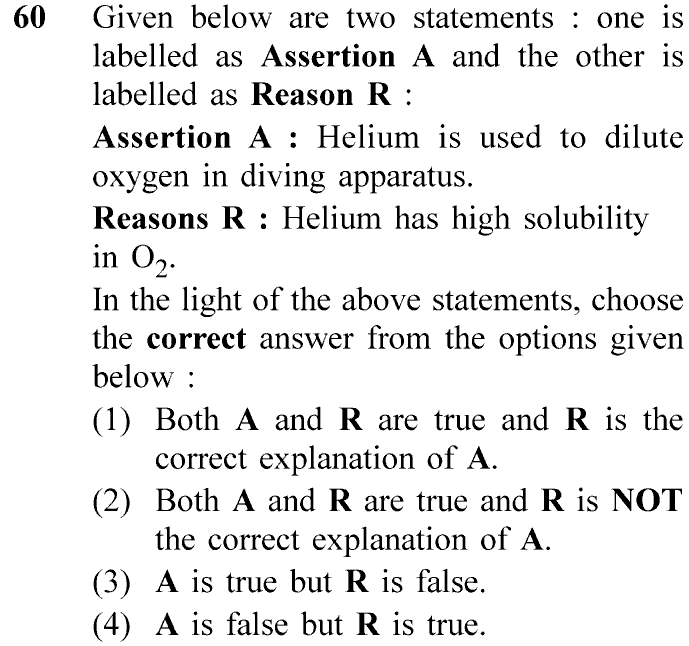 60 Given below are two statements : one is
labelled as Assertion A and the other is
labelled as Reason R :
Assertion A : Helium is used to dilute
oxygen in diving apparatus.
Reasons R : Helium has high solubility
in O₂.
In the light of the above statements, choose
the correct answer from the options given
below :
(1) Both A and R are true and R is the
correct explanation of A.
(2) Both A and R are true and R is NOT
the correct explanation of A.
(3) A is true but R is false.
(4) A is false but R is true.